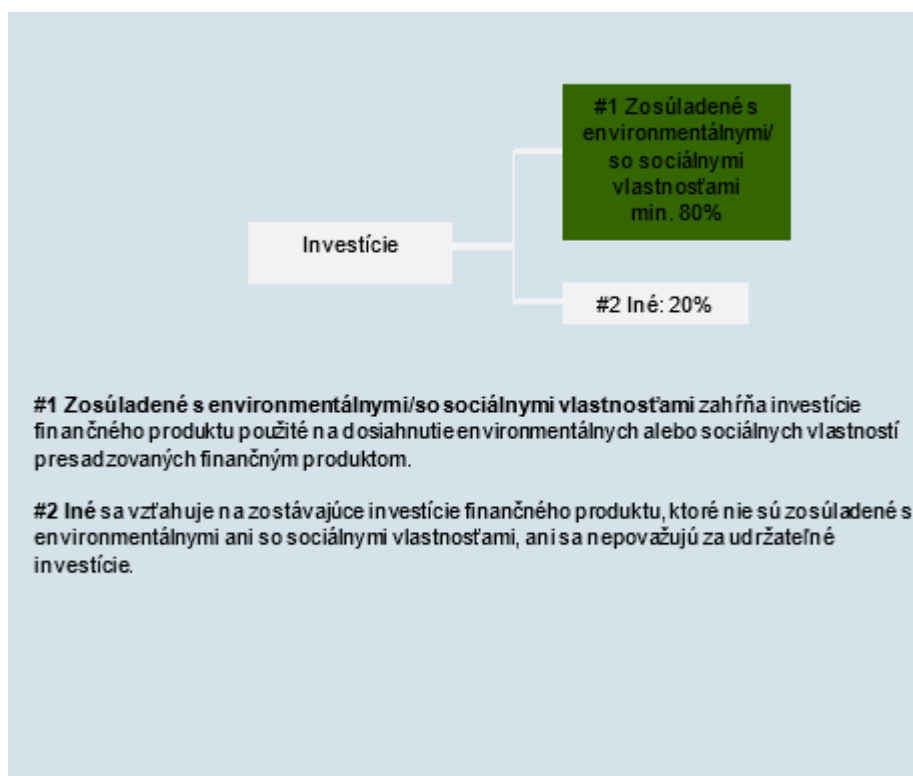 #1 Zosúladené s
environmentálnymi/
so sociálnymi
vlastnosťami
min. 80%
Investície
#2 Iné: 20%
#1 Zosúladené s environmentálnymi/so sociálnymi vlastnosťami zahŕňa investície
finančného produktu použité na dosiahnutie environmentálnych alebo sociálnych vlastností
presadzovaných finančným produktom.
#2 Iné sa vzťahuje na zostávajúce investície finančného produktu, ktoré nie sú zosúladené s
environmentálnymi ani so sociálnymi vlastnosťami, ani sa nepovažujú za udržateľné
investície.